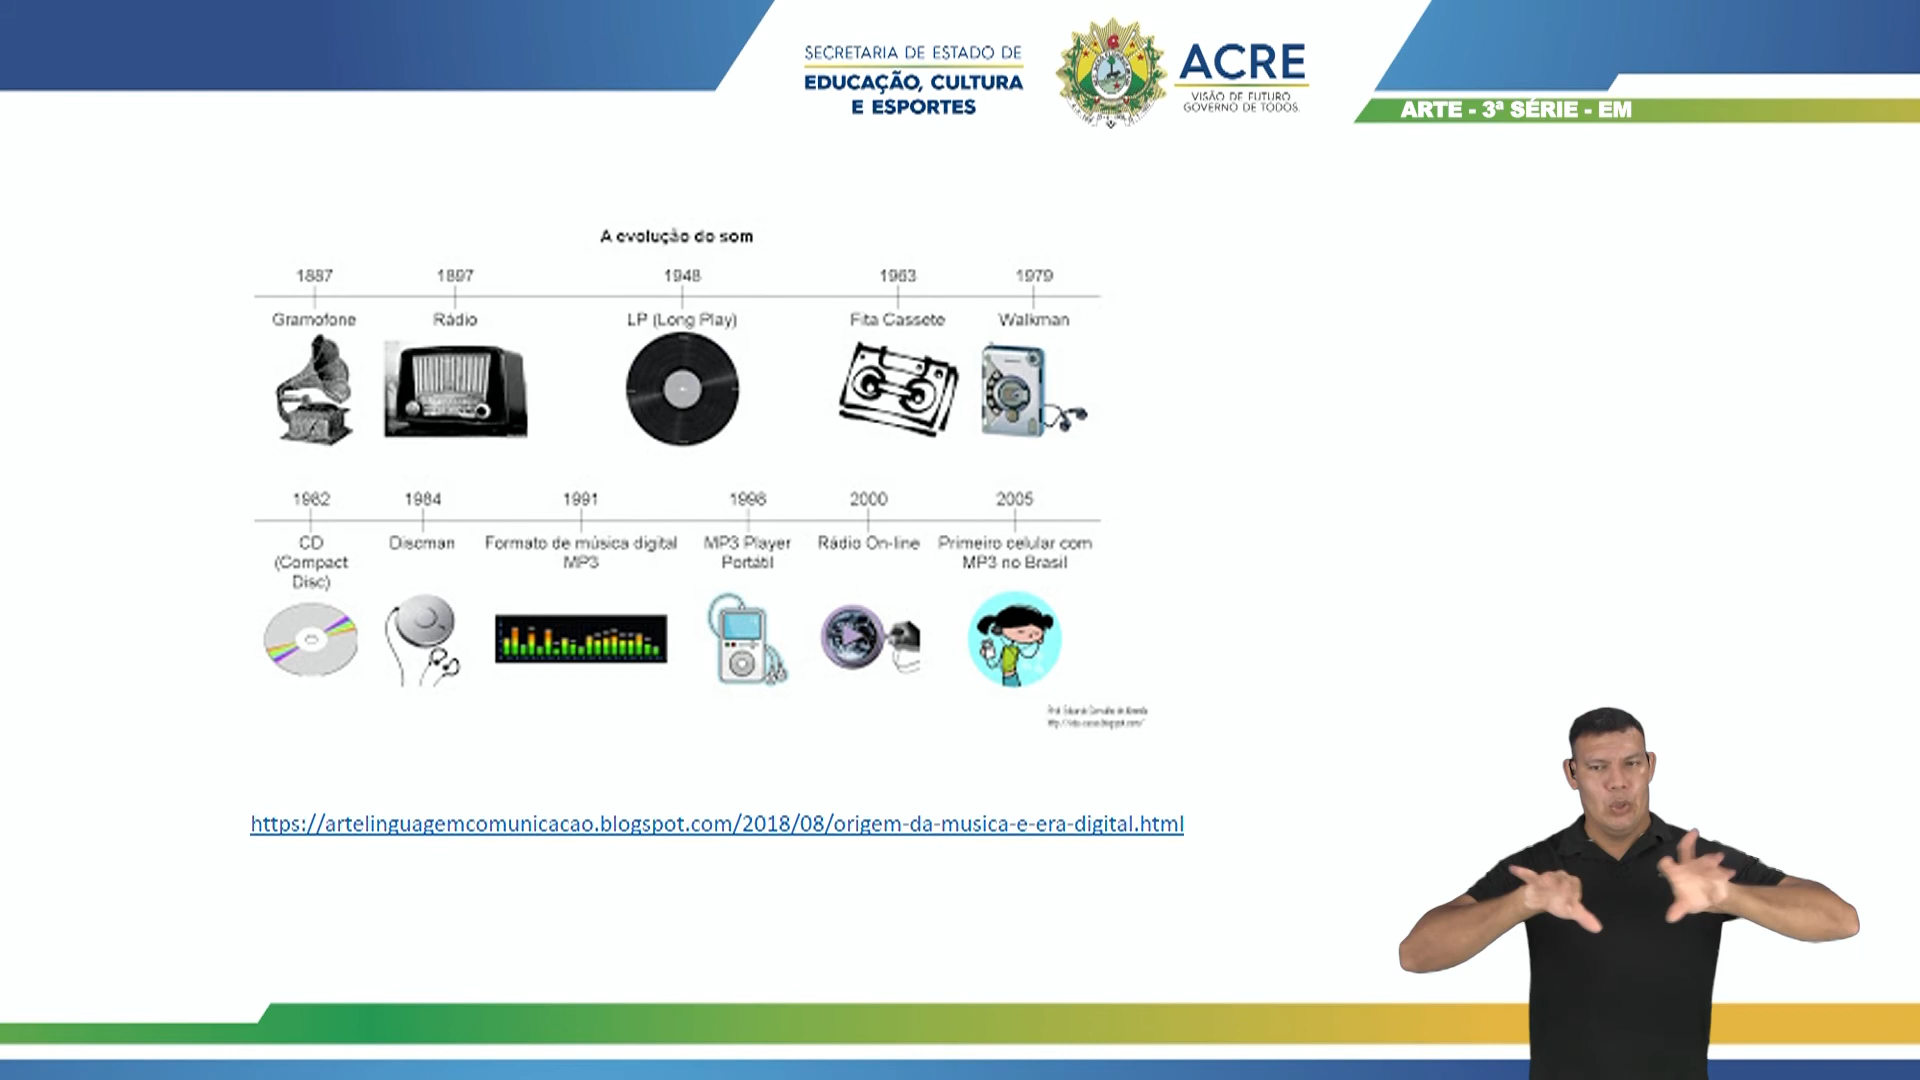 SECRETARIA DE ESTADO DE
EDUCAÇÃO, CULTURA
E ESPORTES
ACRE
VISÃO DE FUTURO
GOVERNO DE TODOS.
ARTE - 3ª SÉRIE - EM
A evolução do som
1887 1897 1948 1963 1979
Gramofone Rádio LP (Long Play) Fita Cassete Walkman
1982 1984 1991 1998 2000 2005
CD Discman Formato de música digital MP3 Player Rádio On-line Primeiro celular com
(Compact MP3 Portátil MP3 no Brasil
Disc)
https://artelinguagemcomunicacao.blogspot.com/2018/08/origem-da-musica-e-era-digital.html